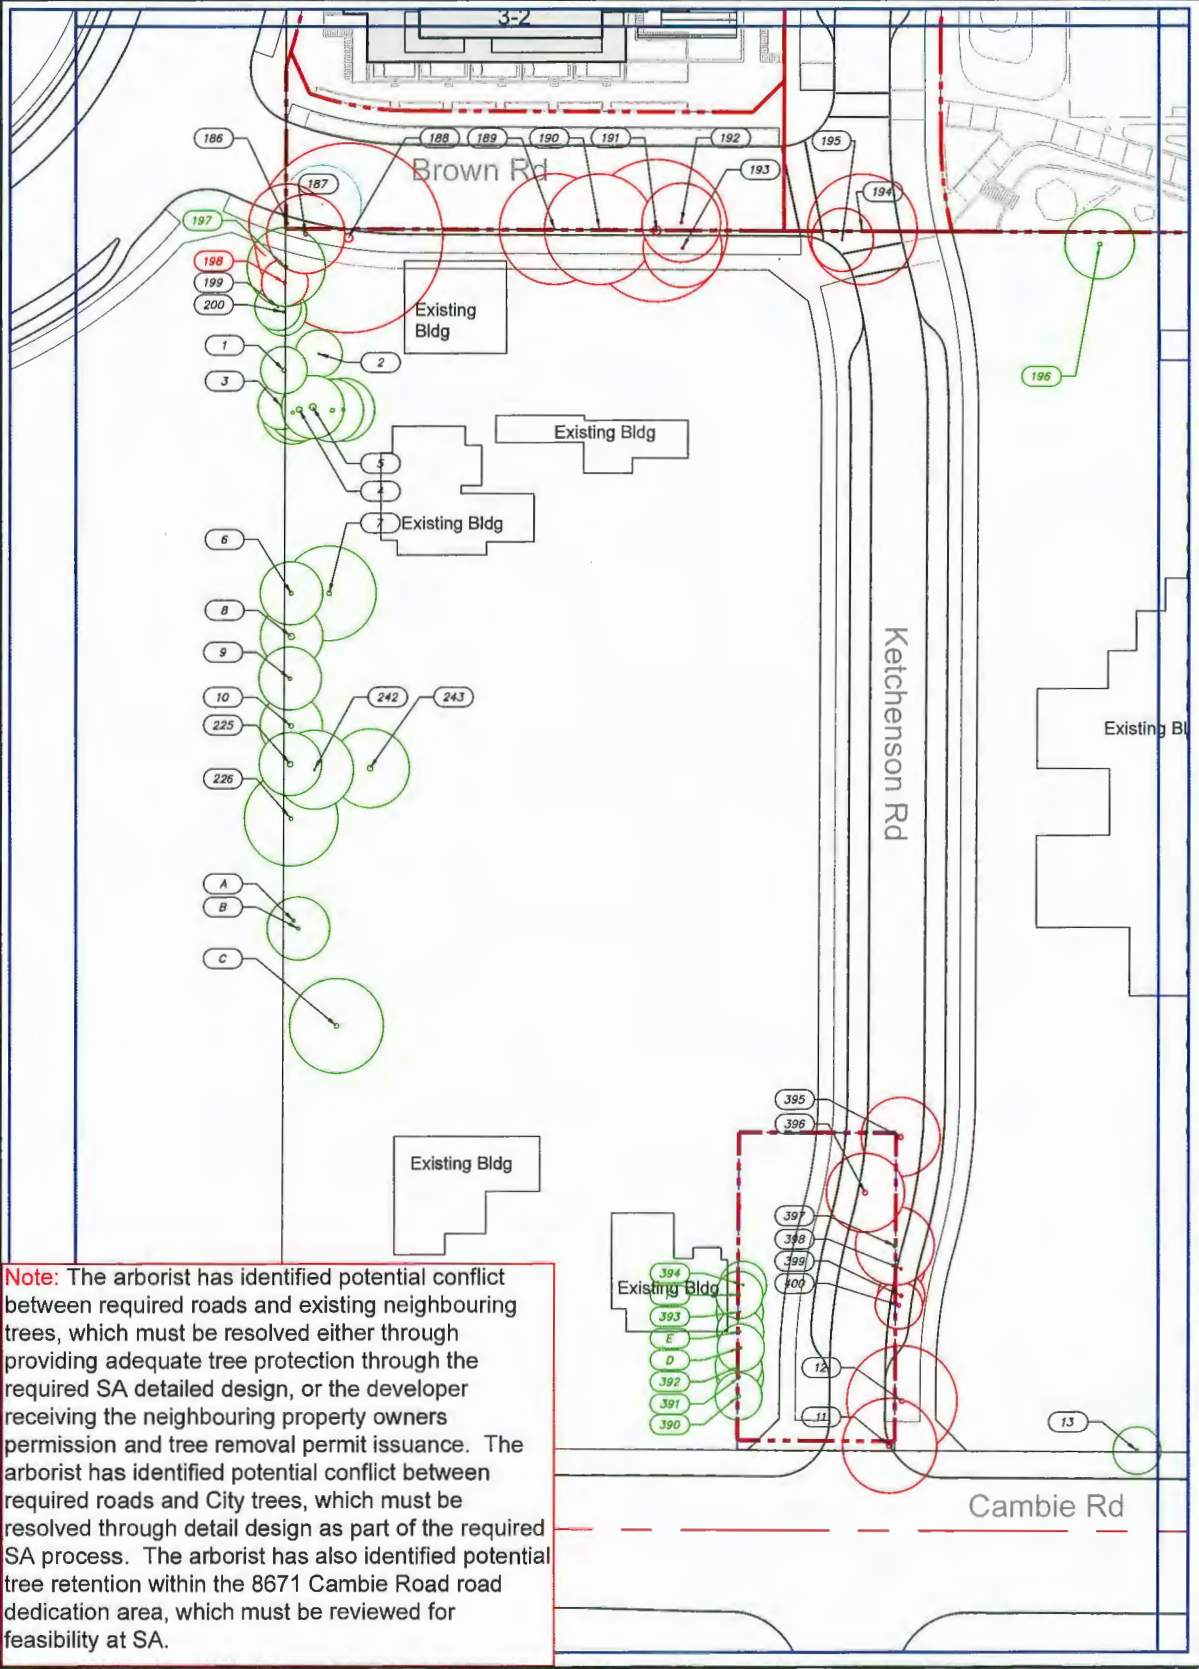 3-2
186
188
189
190
191
192
195
Brown Rd
193
187
194
197
198
199
200
Existing
Bldg
1
2
3
196
Existing Bldg
5
4
7
Existing Bldg
6
8
9
Ketchenson Rd
10
242
243
225
Existing Bl
226
A
B
C
395
396
Existing Bldg
397
398
399
400
394
Existing Bldg
393
E
D
392
391
390
12
11
13
Cambie Rd
Note: The arborist has identified potential conflict
between required roads and existing neighbouring
trees, which must be resolved either through
providing adequate tree protection through the
required SA detailed design, or the developer
receiving the neighbouring property owners
permission and tree removal permit issuance. The
arborist has identified potential conflict between
required roads and City trees, which must be
resolved through detail design as part of the required
SA process. The arborist has also identified potential
tree retention within the 8671 Cambie Road road
dedication area, which must be reviewed for
feasibility at SA.